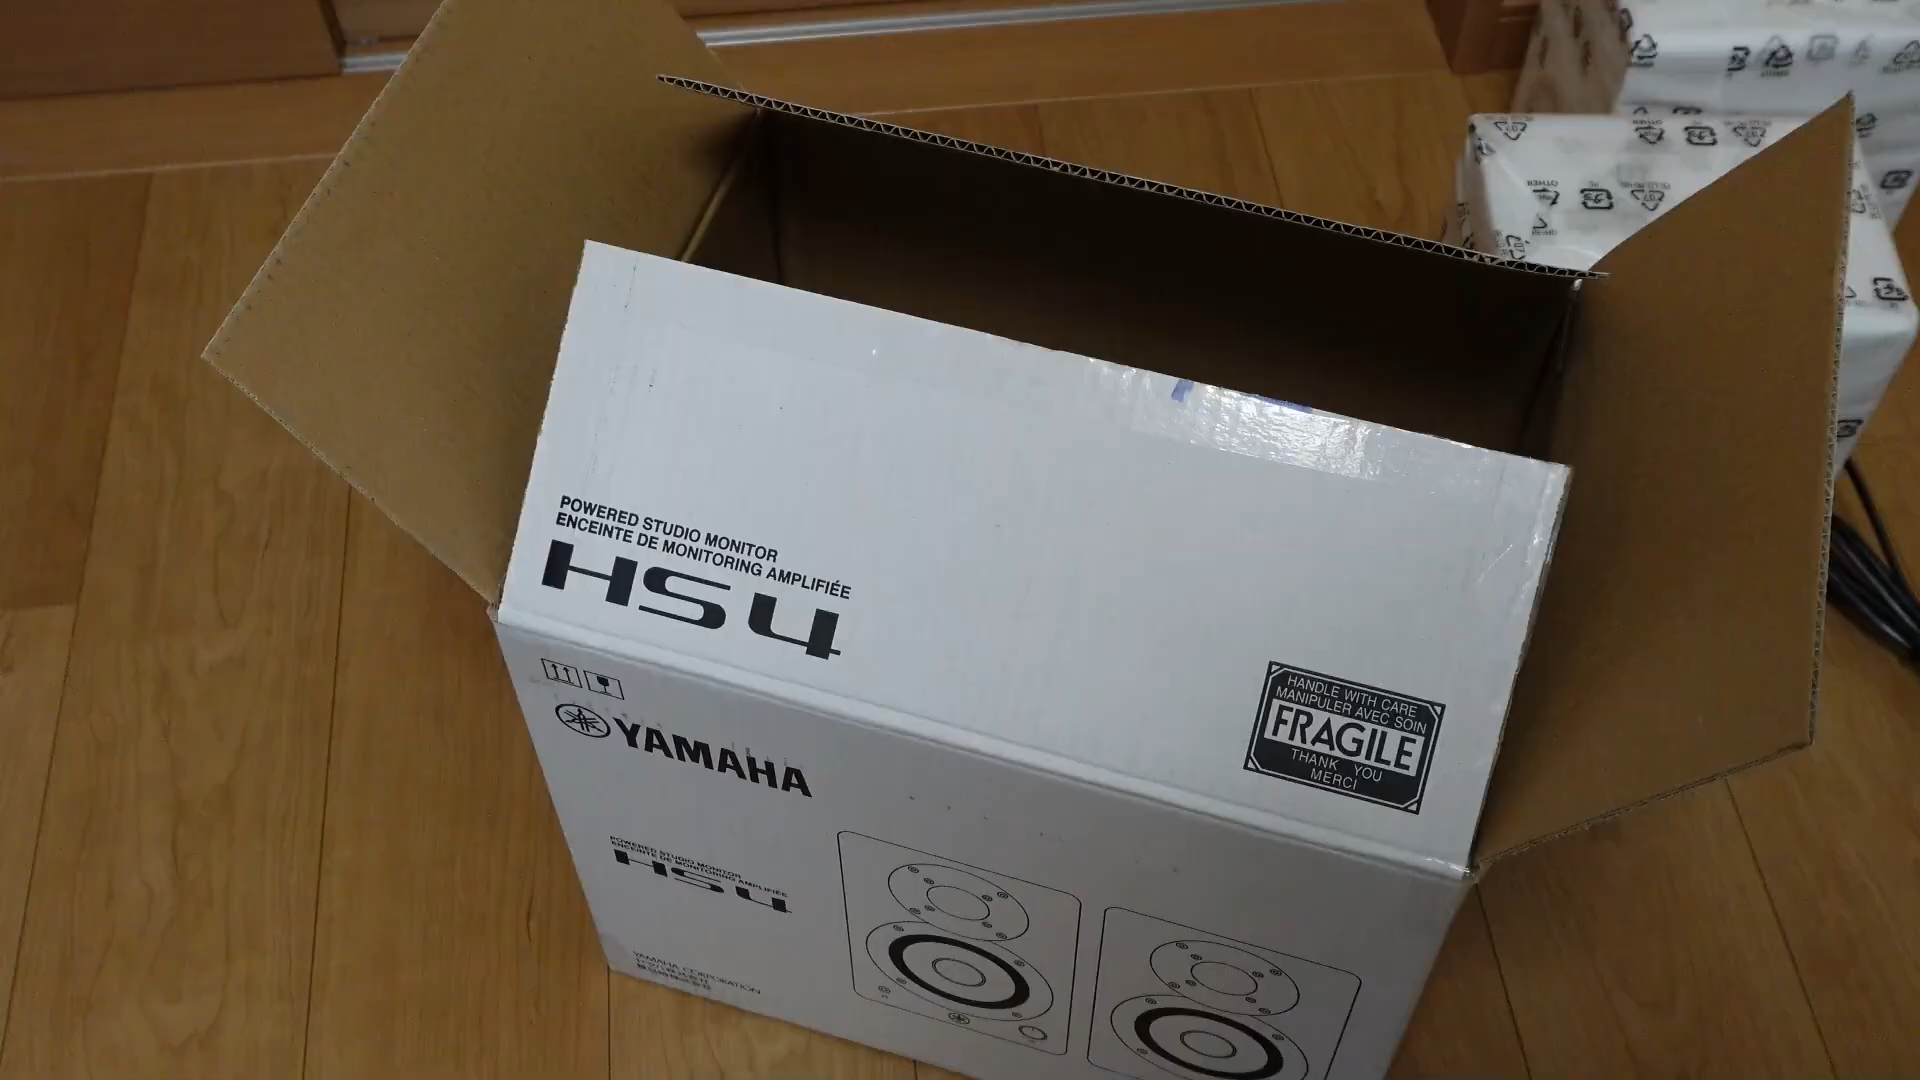 POWERED STUDIO MONITOR
ENCEINTE DE MONITORING AMPLIFIÉE
HS4
HANDLE WITH CARE
MANIPULER AVEC SOIN
FRAGILE
THANK YOU
MERCI
YAMAHA
POWERED STUDIO MONITOR
ENCEINTE DE MONITORING AMPLIFIÉE
HS4
YAMAHA CORPORATION
OTHER